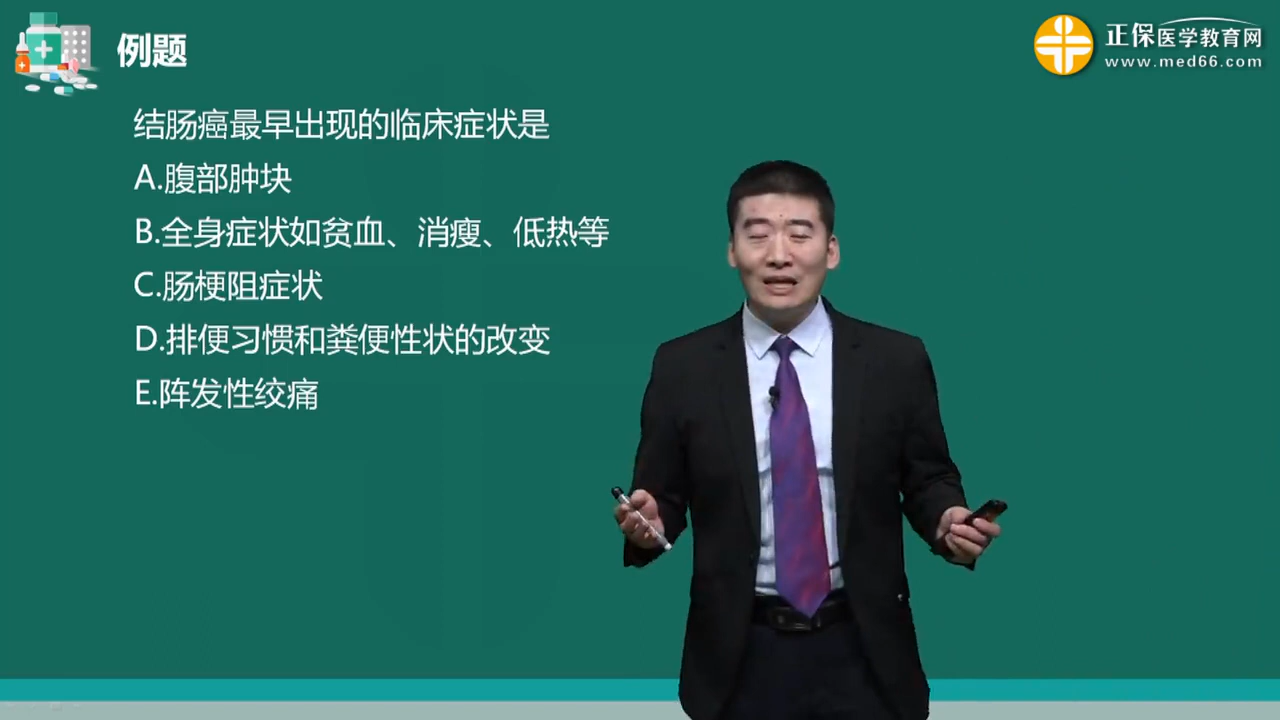 例题
正保医学教育网
www.med66.com
结肠癌最早出现的临床症状是
A.腹部肿块
B.全身症状如贫血、消瘦、低热等
C.肠梗阻症状
D.排便习惯和粪便性状的改变
E.阵发性绞痛